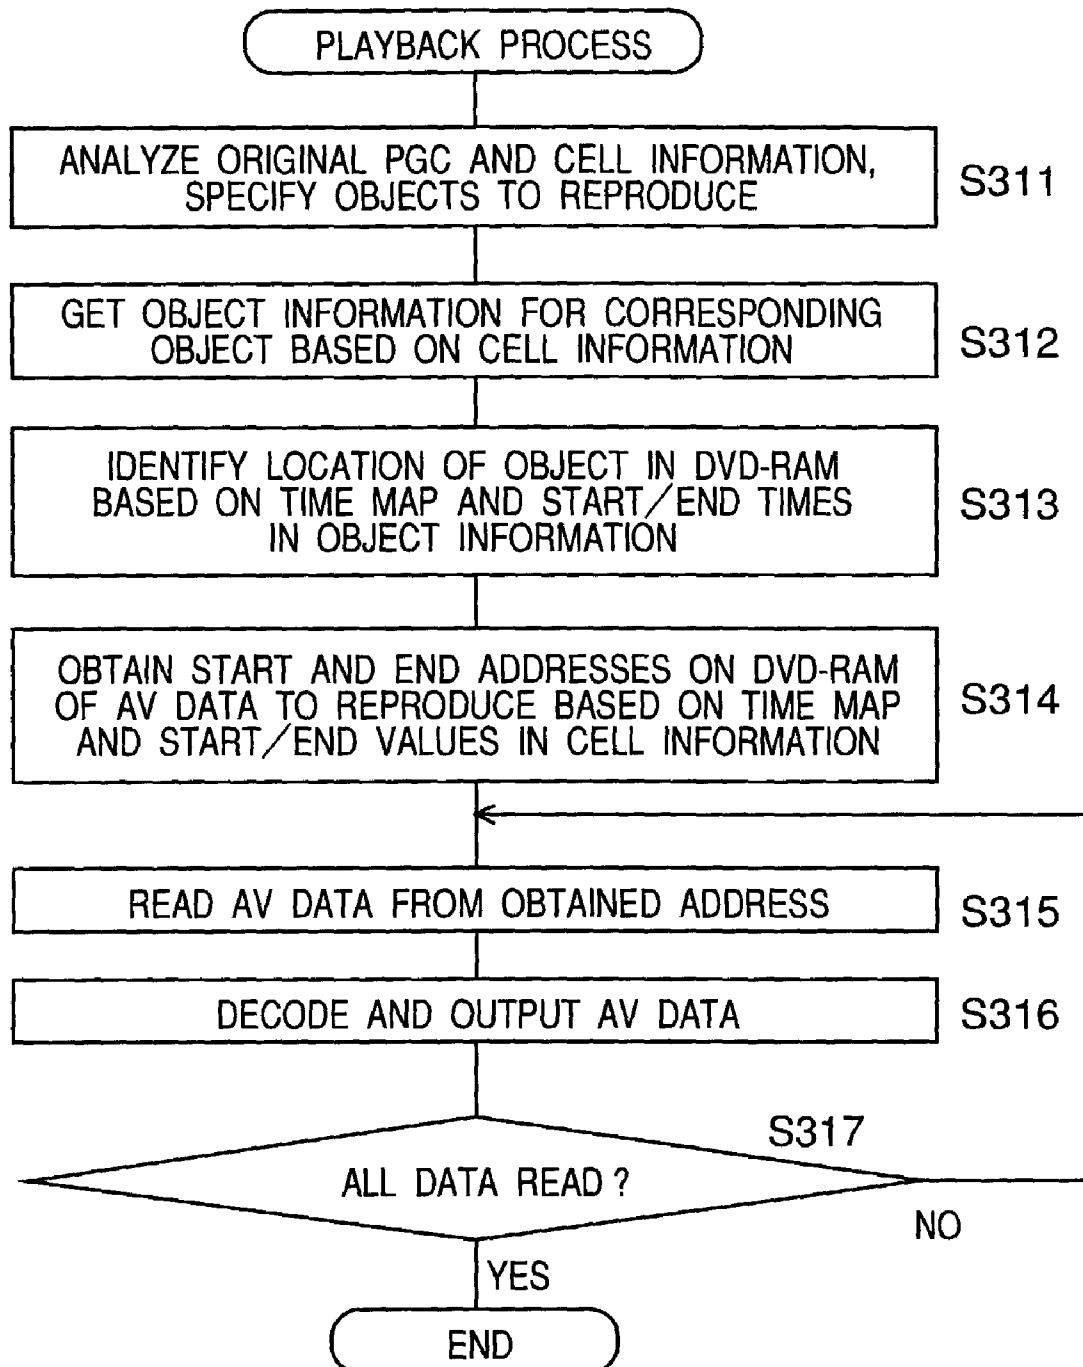 PLAYBACK PROCESS
ANALYZE ORIGINAL PGC AND CELL INFORMATION,
SPECIFY OBJECTS TO REPRODUCE
S311
GET OBJECT INFORMATION FOR CORRESPONDING
OBJECT BASED ON CELL INFORMATION
S312
IDENTIFY LOCATION OF OBJECT IN DVD-RAM
BASED ON TIME MAP AND START/END TIMES
IN OBJECT INFORMATION
S313
OBTAIN START AND END ADDRESSES ON DVD-RAM
OF AV DATA TO REPRODUCE BASED ON TIME MAP
AND START/END VALUES IN CELL INFORMATION
S314
READ AV DATA FROM OBTAINED ADDRESS
S315
DECODE AND OUTPUT AV DATA
S316
S317
ALL DATA READ ?
NO
YES
END